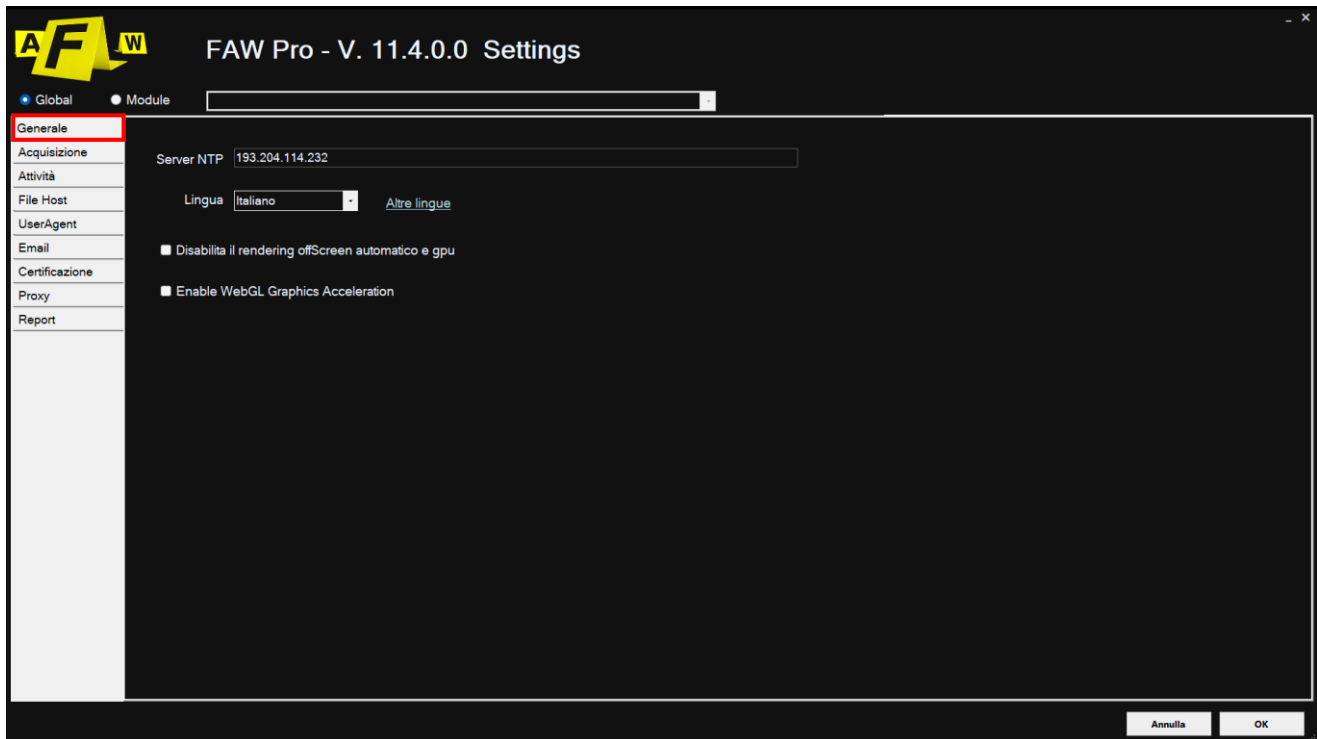 A F W
FAW Pro - V. 11.4.0.0 Settings
Global Module
Generale
Acquisizione
Attività
File Host
UserAgent
Email
Certificazione
Proxy
Report
Server NTP 193.204.114.232
Lingua Italiano Altre lingue
Disabilita il rendering offScreen automatico e gpu
Enable WebGL Graphics Acceleration
Annulla OK